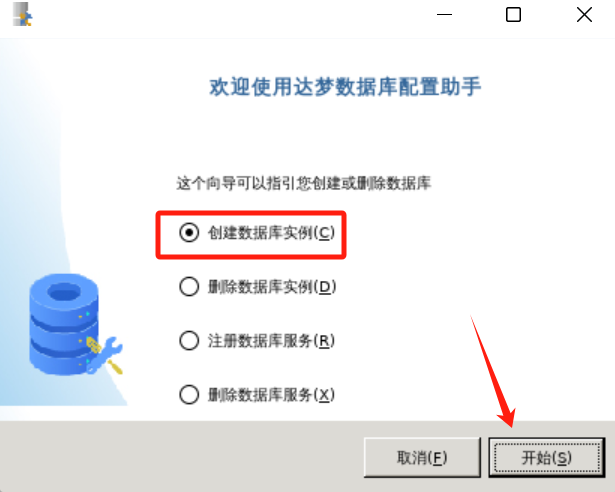 欢迎使用达梦数据库配置助手
这个向导可以指引您创建或删除数据库
创建数据库实例(C)
删除数据库实例(D)
注册数据库服务(R)
删除数据库服务(X)
取消(F) 开始(S)